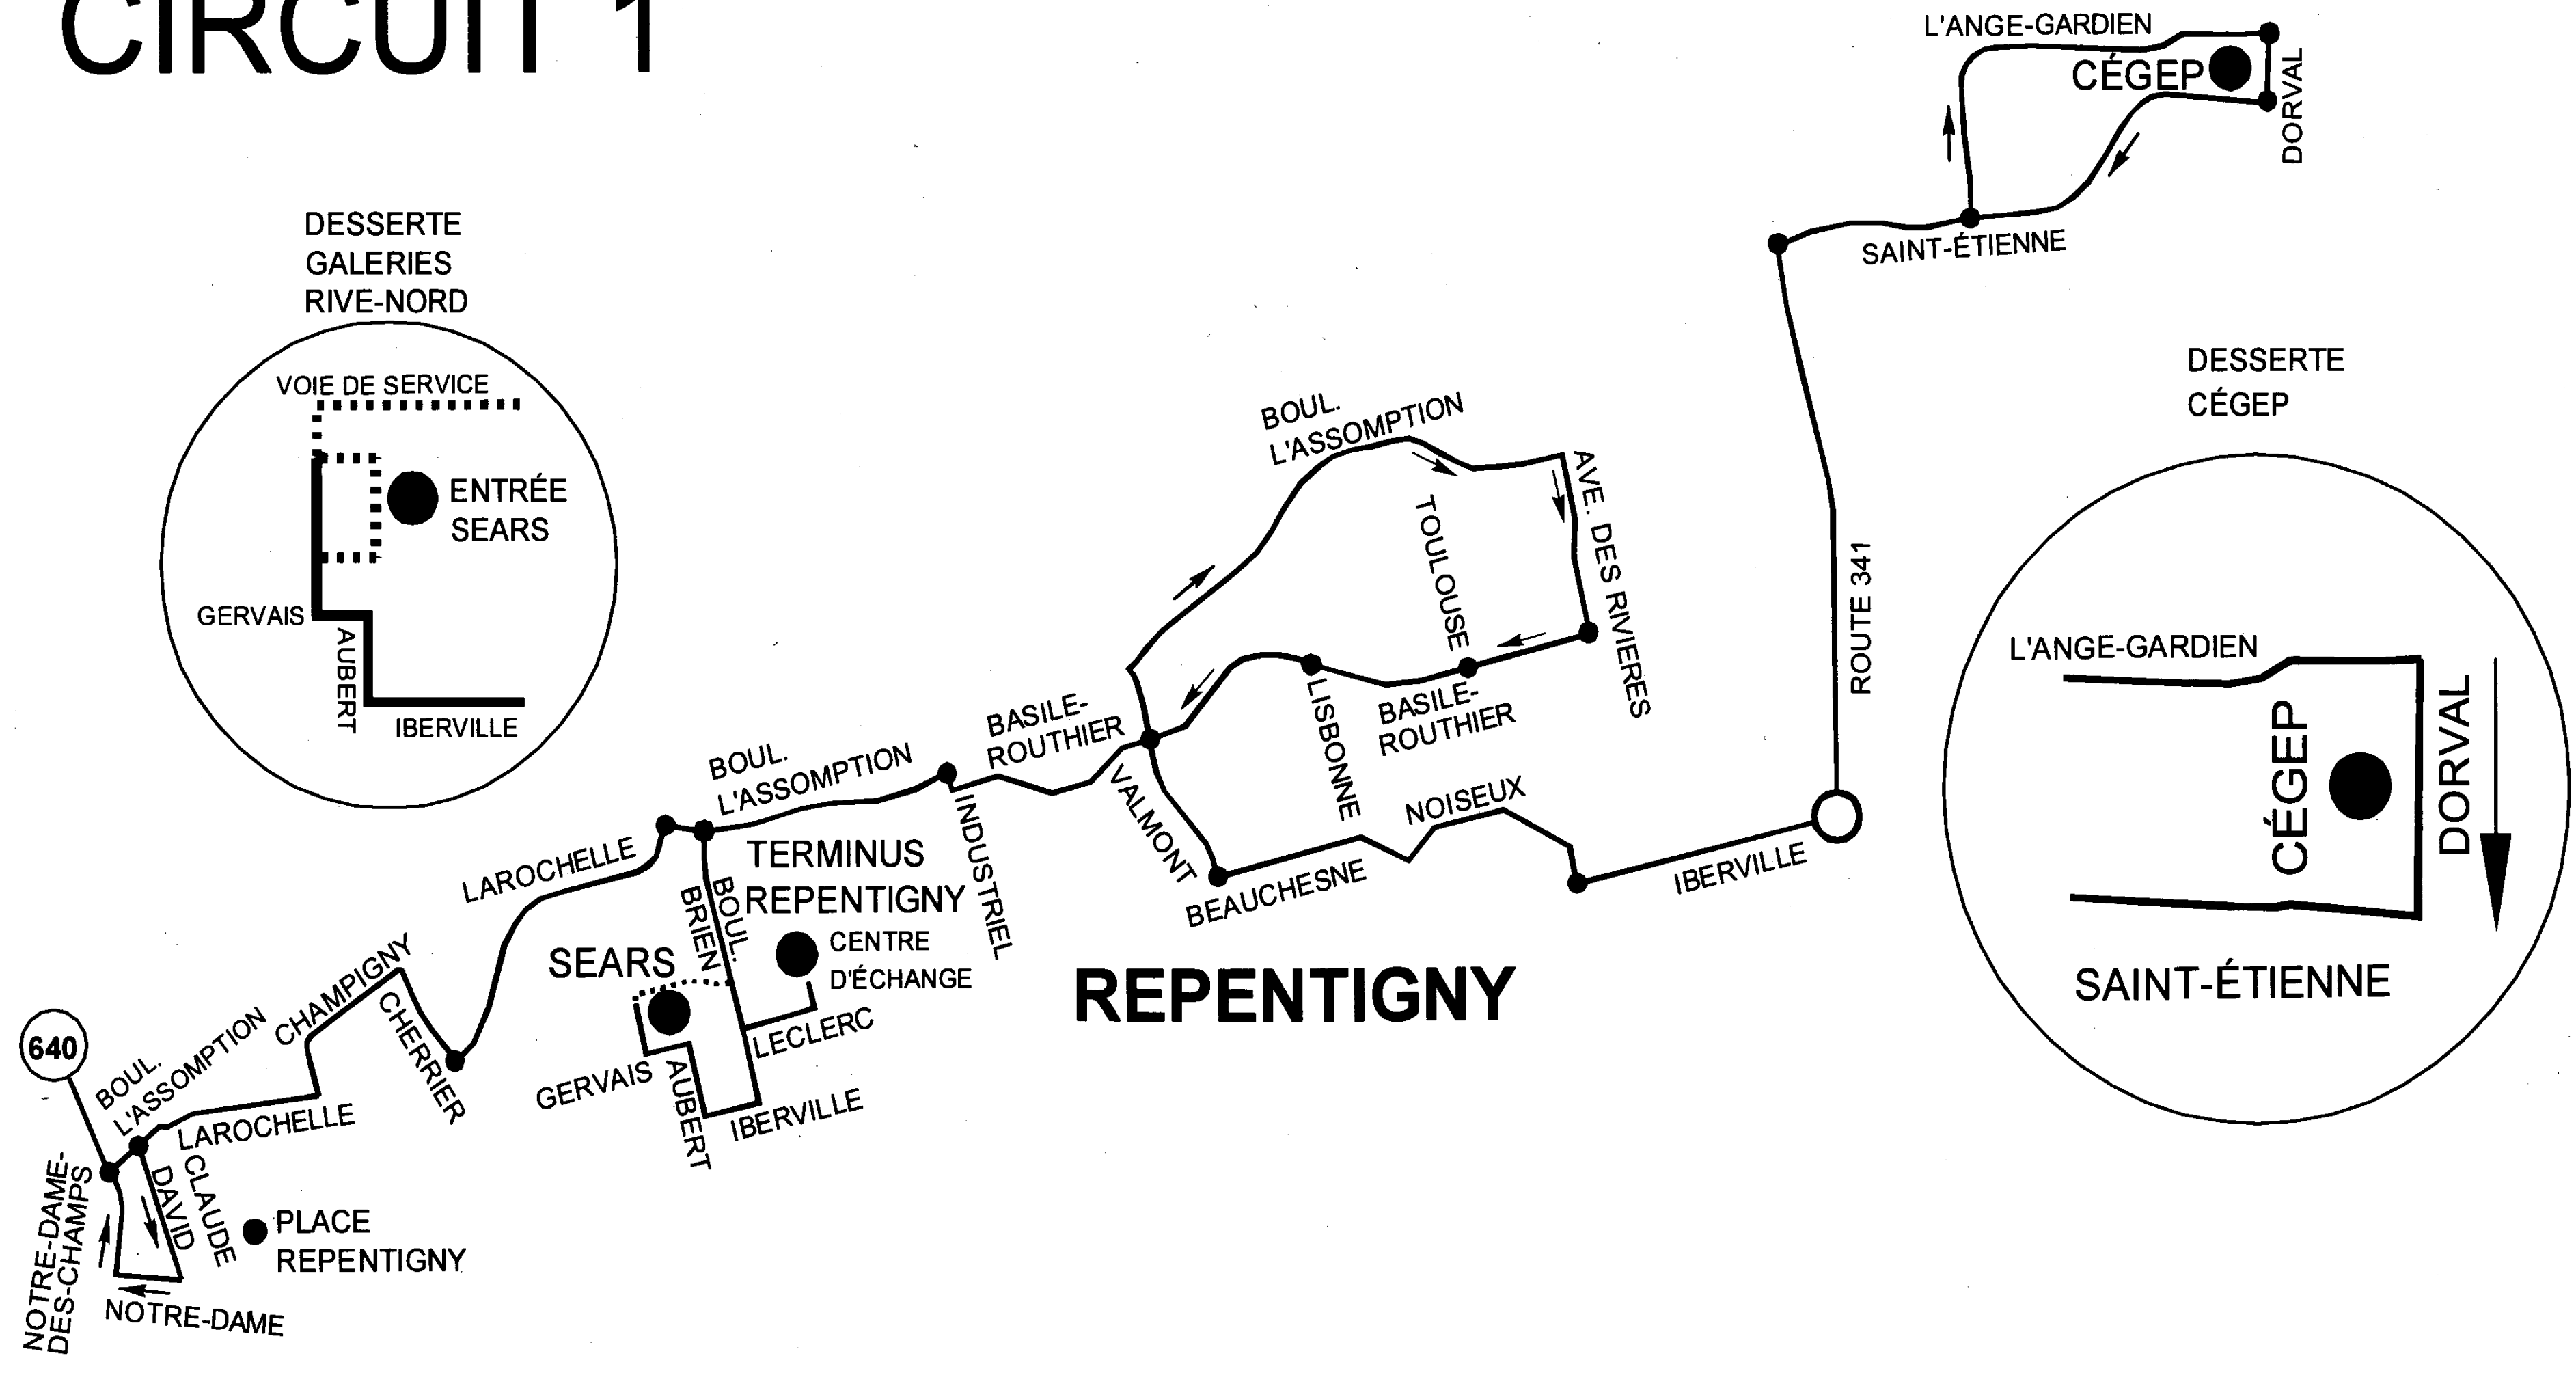 CIRCUIT 1
L'ANGE-GARDIEN
CÉGEP
DORVAL
SAINT-ÉTIENNE
DESSERTE
GALERIES
RIVE-NORD
VOIE DE SERVICE
ENTRÉE
SEARS
GERVAIS
AUBERT
IBERVILLE
DESSERTE
CÉGEP
L'ANGE-GARDIEN
CÉGEP
DORVAL
SAINT-ÉTIENNE
BOUL.
L'ASSOMPTION
AVE. DES RIVIERES
TOULOUSE
ROUTE 341
LISBONNE
BASILE-
ROUTHIER
BASILE-
ROUTHIER
VALMONT
NOISEUX
BEAUCHESNE
IBERVILLE
BOUL.
L'ASSOMPTION
INDUSTRIEL
LAROCHELLE
TERMINUS
REPENTIGNY
CENTRE
D'ÉCHANGE
BOUL.
BRIEN
SEARS
LECLERC
GERVAIS
AUBERT
IBERVILLE
REPENTIGNY
CHAMPIGNY
CHERRIER
640
BOUL.
L'ASSOMPTION
LAROCHELLE
CLAUDE
DAVID
PLACE
REPENTIGNY
NOTRE-DAME-
DES-CHAMPS
NOTRE-DAME